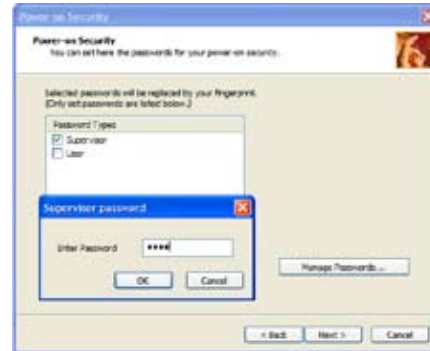 Power-on Security
Power-on Security
You can set here the passwords for your power-on security.
Selected passwords will be replaced by your fingerprint.
(Only set passwords are listed below.)
Password Types
Supervisor
User
Supervisor password
Enter Password
****
OK
Cancel
Manage Passwords...
< Back
Next >
Cancel